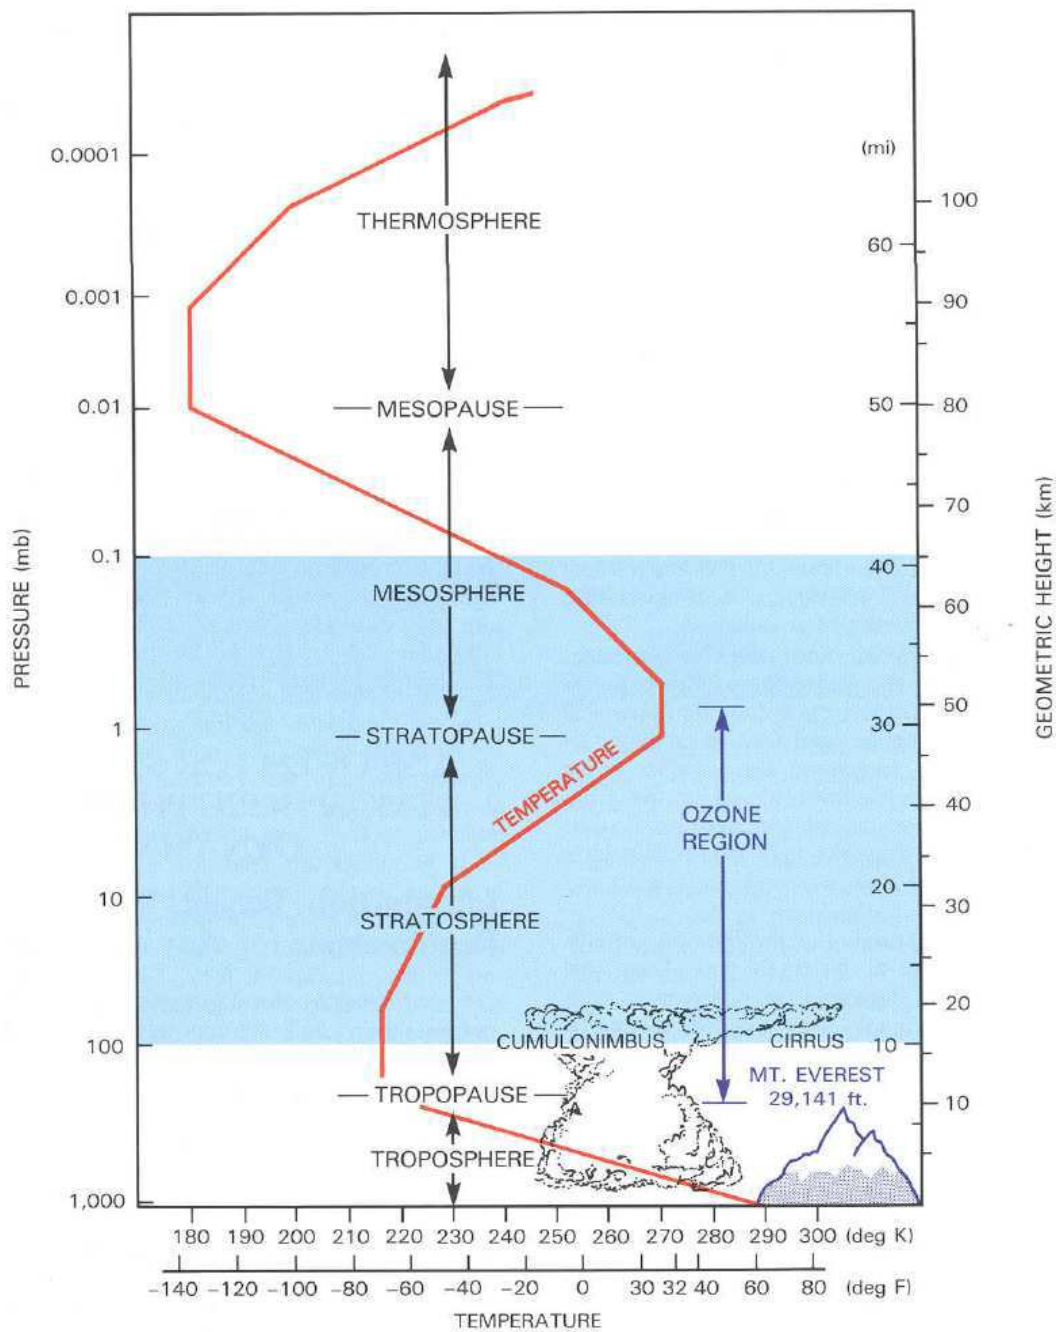 (mi)
0.0001
100
THERMOSPHERE
60
0.001
90
0.01
MESOPAUSE
50
80
70
PRESSURE (mb)
GEOMETRIC HEIGHT (km)
0.1
40
MESOSPHERE
60
50
1
STRATOPAUSE
30
TEMPERATURE
40
OZONE
REGION
20
10
30
STRATOSPHERE
20
100
CUMULONIMBUS
CIRRUS
10
MT. EVEREST
29,141 ft.
TROPOPAUSE
10
TROPOSPHERE
1,000
180 190 200 210 220 230 240 250 260 270 280 290 300 (deg K)
−140 −120 −100 −80 −60 −40 −20 0 30 32 40 60 80 (deg F)
TEMPERATURE